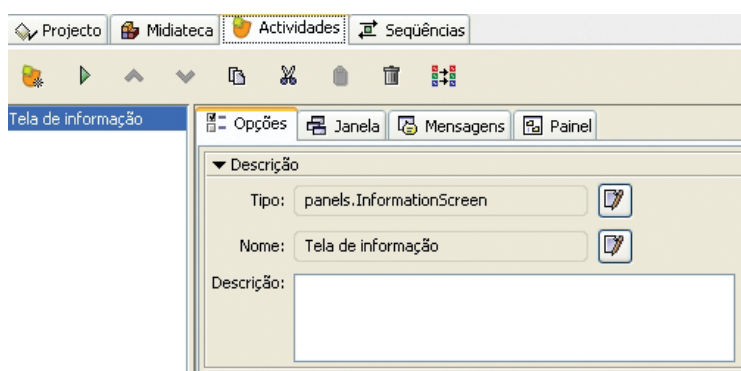 Projecto Midiateca Actividades Seqüências
Tela de informação
Opções Janela Mensagens Painel
Descrição
Tipo: panels.InformationScreen
Nome: Tela de informação
Descrição: